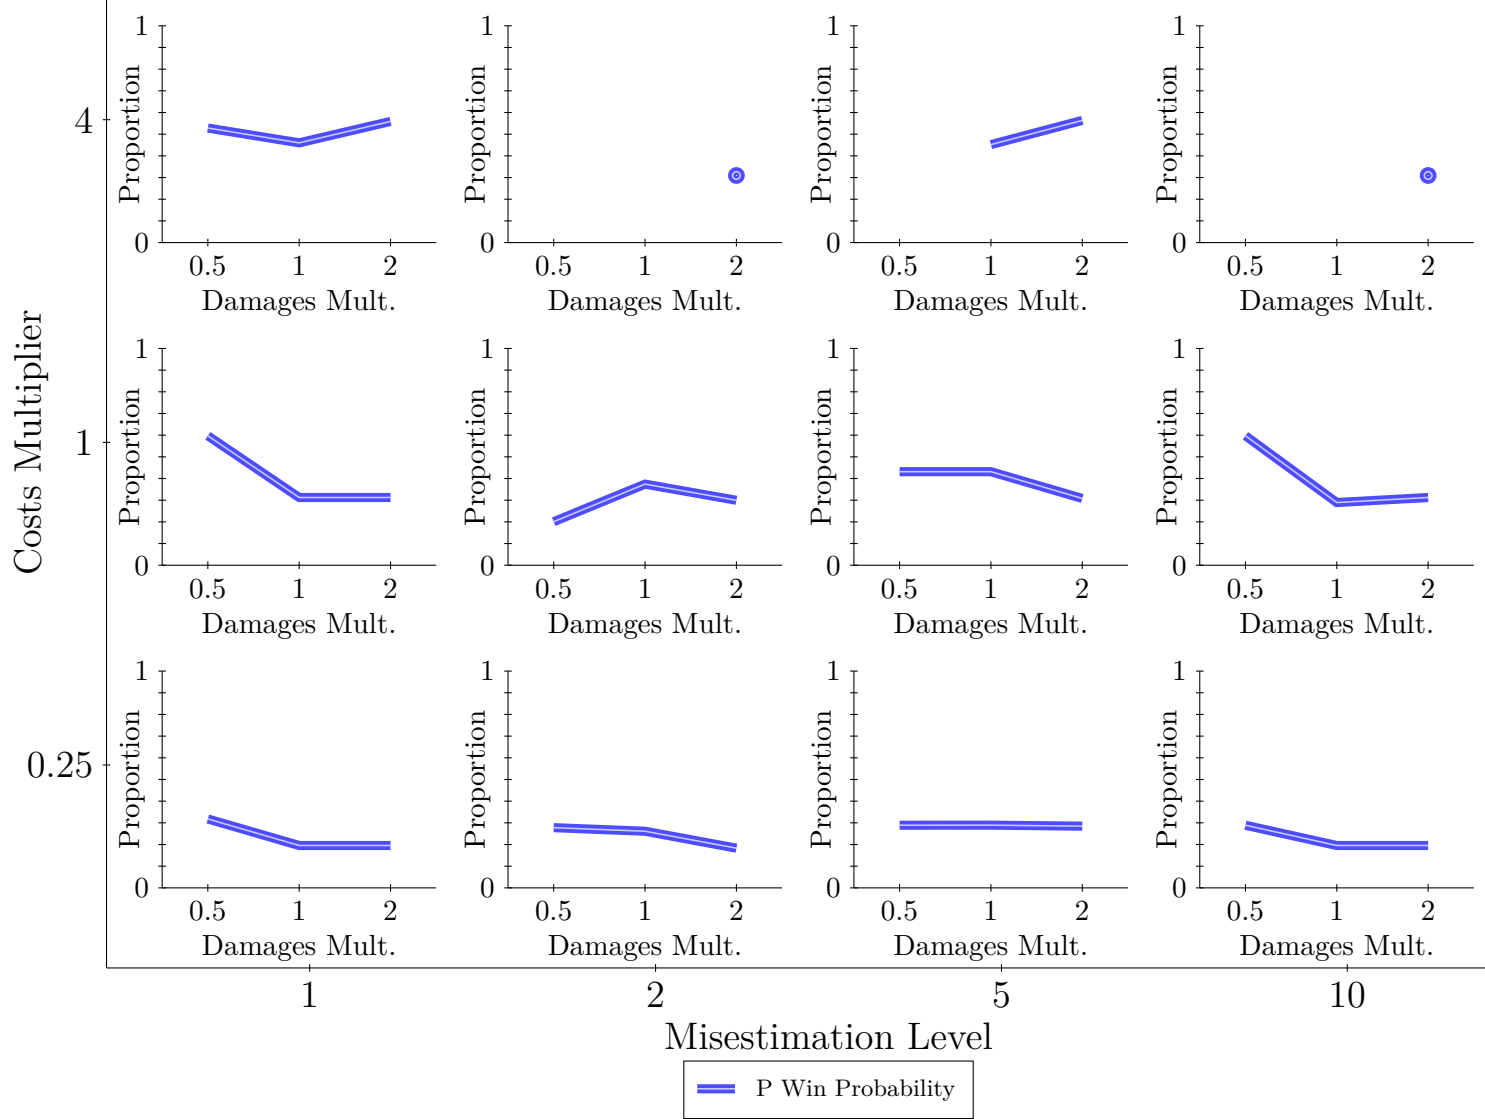 Costs Multiplier
4
Proportion
1
0
0.5 1 2
Damages Mult.
Proportion
1
0
0.5 1 2
Damages Mult.
Proportion
1
0
0.5 1 2
Damages Mult.
Proportion
1
0
0.5 1 2
Damages Mult.
1
Proportion
1
0
0.5 1 2
Damages Mult.
Proportion
1
0
0.5 1 2
Damages Mult.
Proportion
1
0
0.5 1 2
Damages Mult.
Proportion
1
0
0.5 1 2
Damages Mult.
0.25
Proportion
1
0
0.5 1 2
Damages Mult.
Proportion
1
0
0.5 1 2
Damages Mult.
Proportion
1
0
0.5 1 2
Damages Mult.
Proportion
1
0
0.5 1 2
Damages Mult.
1 2 5 10
Misestimation Level
P Win Probability